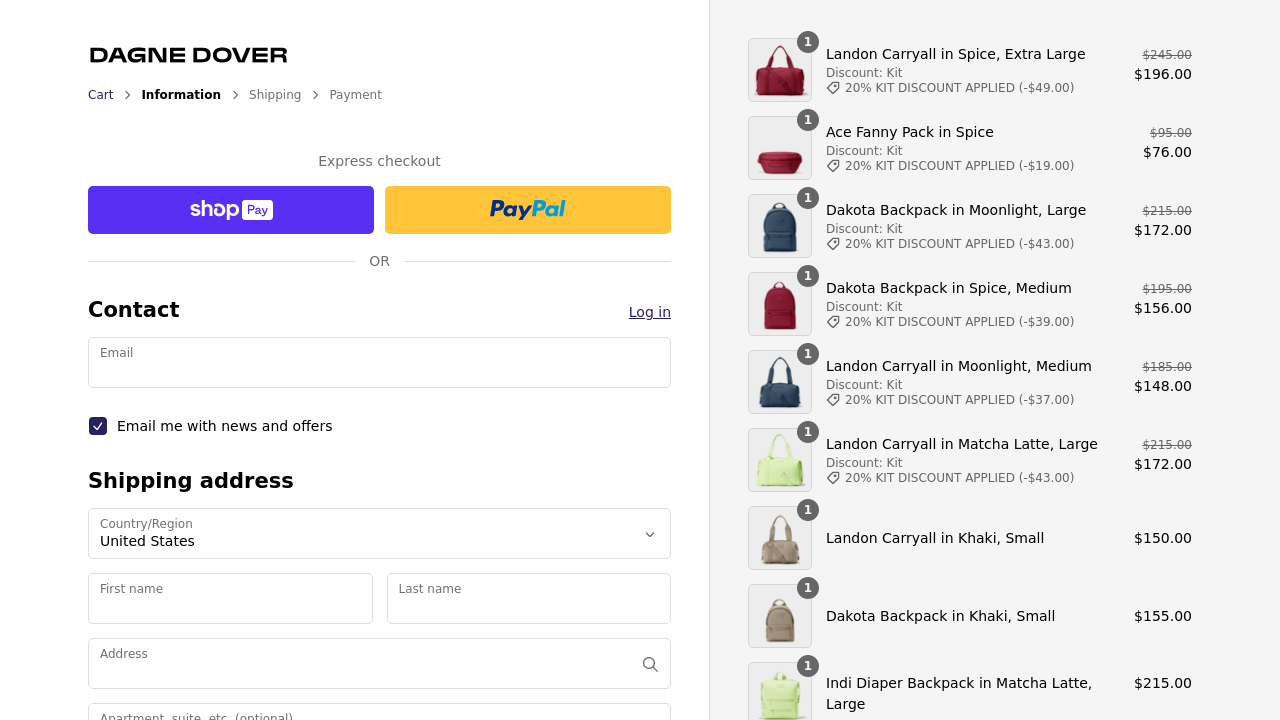 DAGNE DOVER
Cart > Information > Shipping > Payment
Express checkout
shop Pay
PayPal
OR
Contact
Log in
Email
Email me with news and offers
Shipping address
Country/Region
United States
First name
Last name
Address
Apartment, suite, etc. (optional)
1
Landon Carryall in Spice, Extra Large
Discount: Kit
20% KIT DISCOUNT APPLIED (-$49.00)
$245.00
$196.00
1
Ace Fanny Pack in Spice
Discount: Kit
20% KIT DISCOUNT APPLIED (-$19.00)
$95.00
$76.00
1
Dakota Backpack in Moonlight, Large
Discount: Kit
20% KIT DISCOUNT APPLIED (-$43.00)
$215.00
$172.00
1
Dakota Backpack in Spice, Medium
Discount: Kit
20% KIT DISCOUNT APPLIED (-$39.00)
$195.00
$156.00
1
Landon Carryall in Moonlight, Medium
Discount: Kit
20% KIT DISCOUNT APPLIED (-$37.00)
$185.00
$148.00
1
Landon Carryall in Matcha Latte, Large
Discount: Kit
20% KIT DISCOUNT APPLIED (-$43.00)
$215.00
$172.00
1
Landon Carryall in Khaki, Small
$150.00
1
Dakota Backpack in Khaki, Small
$155.00
1
Indi Diaper Backpack in Matcha Latte,
Large
$215.00